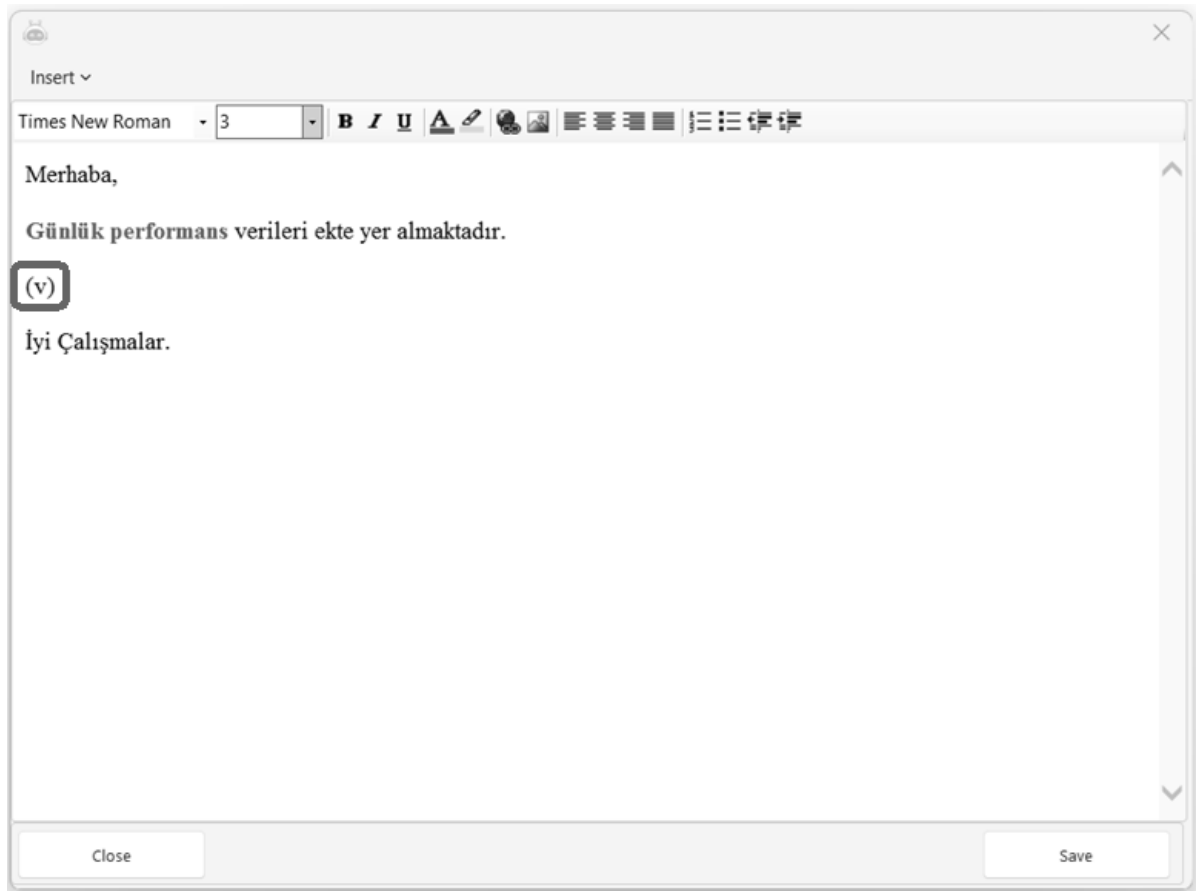 Insert
Times New Roman 3 B I U A
Merhaba,
Günlük performans verileri ekte yer almaktadır.
(v)
İyi Çalışmalar.
Close Save